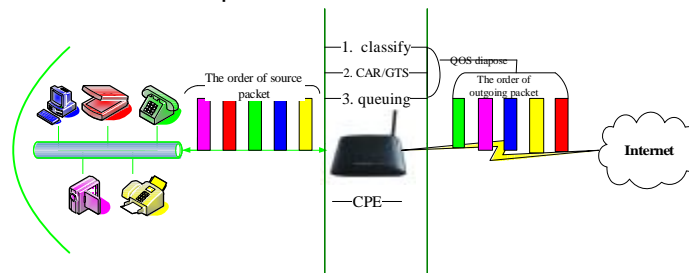 1. classify
QOS diapose
2. CAR/GTS
3. queuing
The order of source
packet
The order of
outgoing packet
Internet
CPE